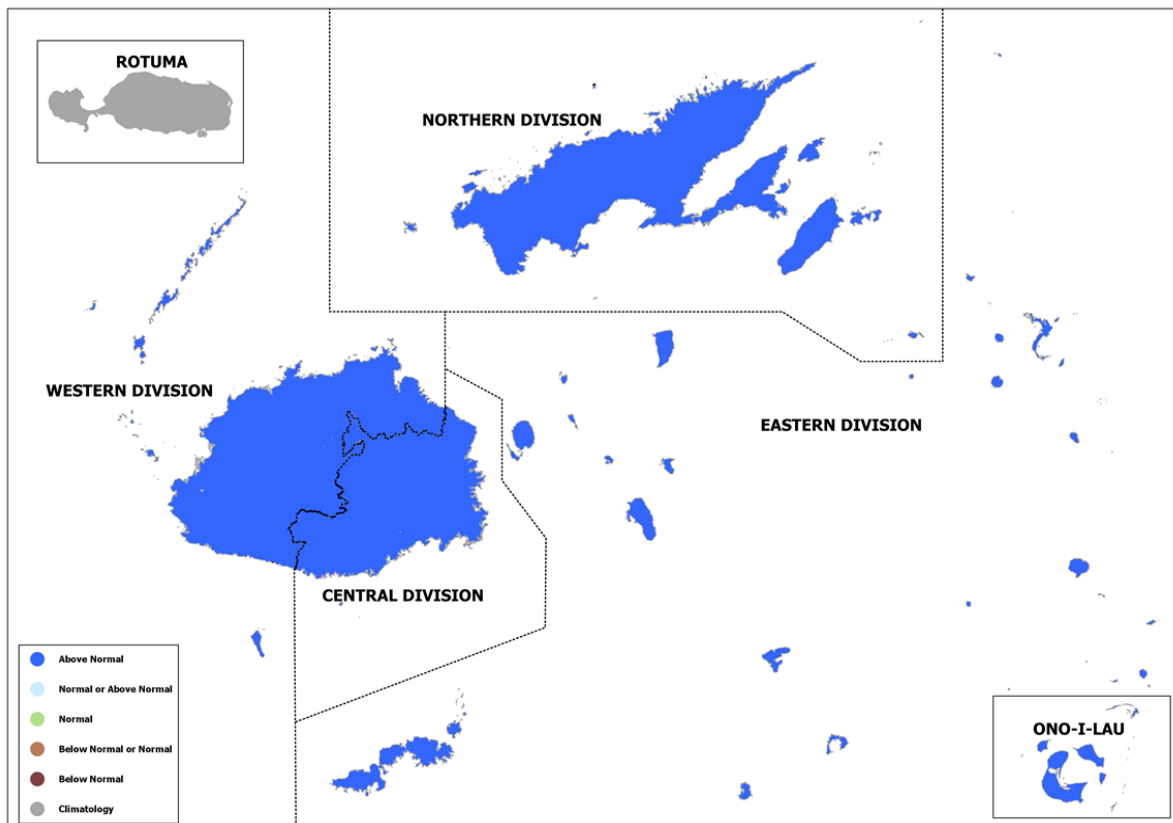 ROTUMA
NORTHERN DIVISION
WESTERN DIVISION
EASTERN DIVISION
CENTRAL DIVISION
Above Normal
Normal or Above Normal
Normal
Below Normal or Normal
Below Normal
Climatology
ONO-I-LAU